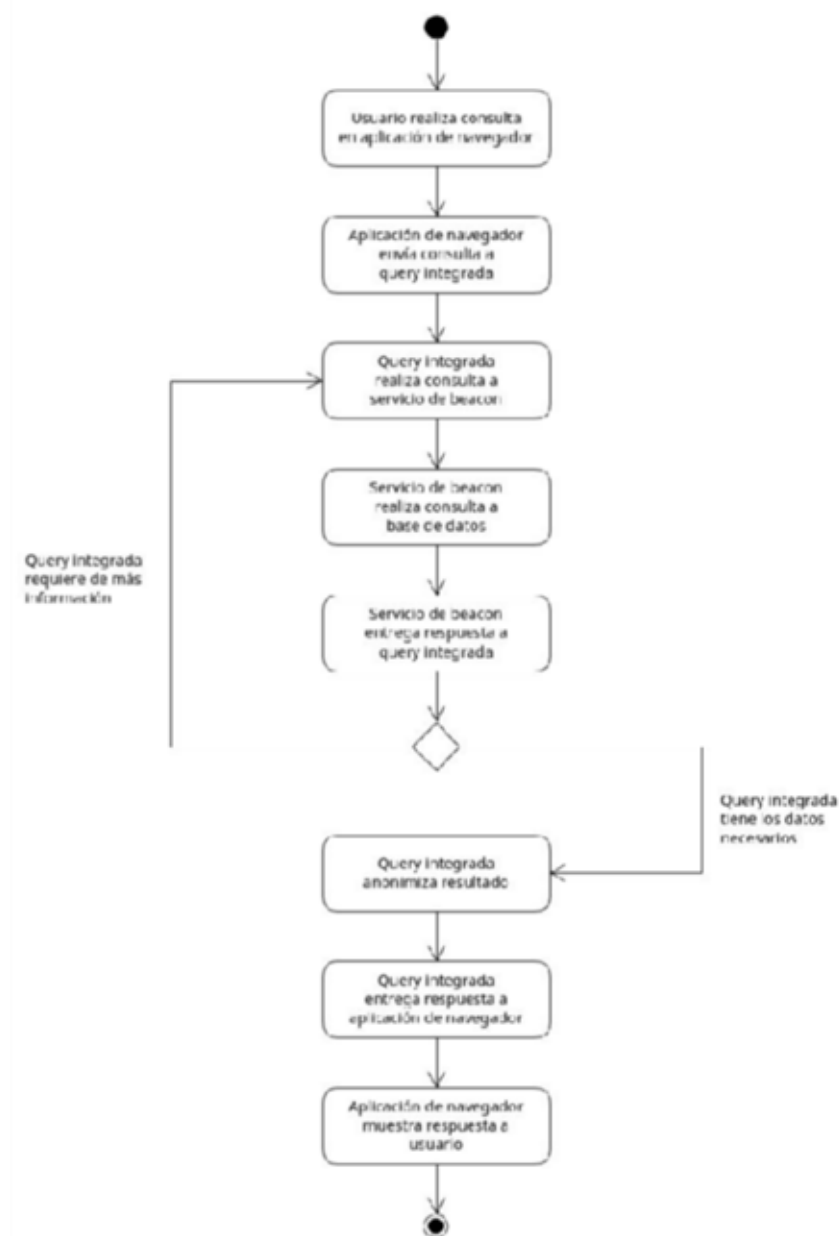 Usuario realiza consulta
en aplicación de navegador
Aplicación de navegador
envía consulta a
query integrada
Query integrada
realiza consulta a
servicio de beacon
Servicio de beacon
realiza consulta a
base de datos
Query integrada
requiere de más
información
Servicio de beacon
entrega respuesta a
query integrada
Query integrada
tiene los datos
necesarios
Query integrada
anonimiza resultado
Query integrada
entrega respuesta a
aplicación de navegador
Aplicación de navegador
muestra respuesta a
usuario